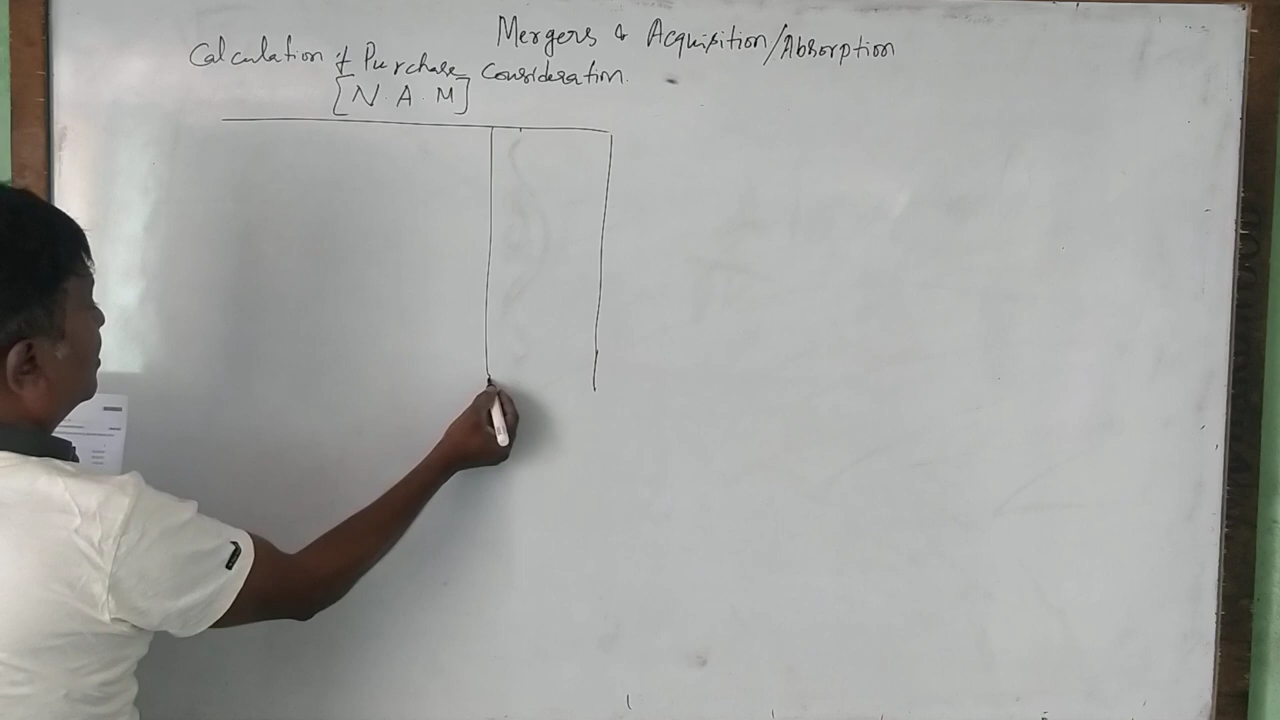 Mergers & Acquisition/Absorption
Calculation of Purchase Consideration.
[N.A.M]